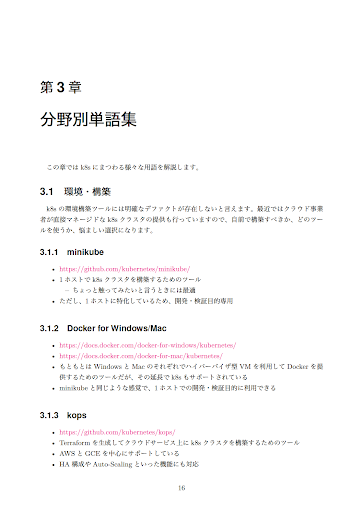 第 3 章
分野別単語集
この章では k8s にまつわる様々な用語を解説します。
3.1 環境・構築
k8s の環境構築ツールには明確なデファクトが存在しないと言えます。最近ではクラウド事業
者が直接マネージドな k8s クラスタの提供も行っていますので、自前で構築すべきか、どのツー
ルを使うか、悩ましい選択になります。
3.1.1 minikube
• https://github.com/kubernetes/minikube/
• 1 ホストで k8s クラスタを構築するためのツール
– ちょっと触ってみたいと言うときには最適
• ただし、1 ホストに特化しているため、開発・検証目的専用
3.1.2 Docker for Windows/Mac
• https://docs.docker.com/docker-for-windows/kubernetes/
• https://docs.docker.com/docker-for-mac/kubernetes/
• もともとは Windows と Mac のそれぞれでハイパーバイザ型 VM を利用して Docker を提
供するためのツールだが、その延長で k8s もサポートされている
• minikube と同じような感覚で、1 ホストでの開発・検証目的に利用できる
3.1.3 kops
• https://github.com/kubernetes/kops/
• Terraform を生成してクラウドサービス上に k8s クラスタを構築するためのツール
• AWS と GCE を中心にサポートしている
• HA 構成や Auto-Scaling といった機能にも対応
16